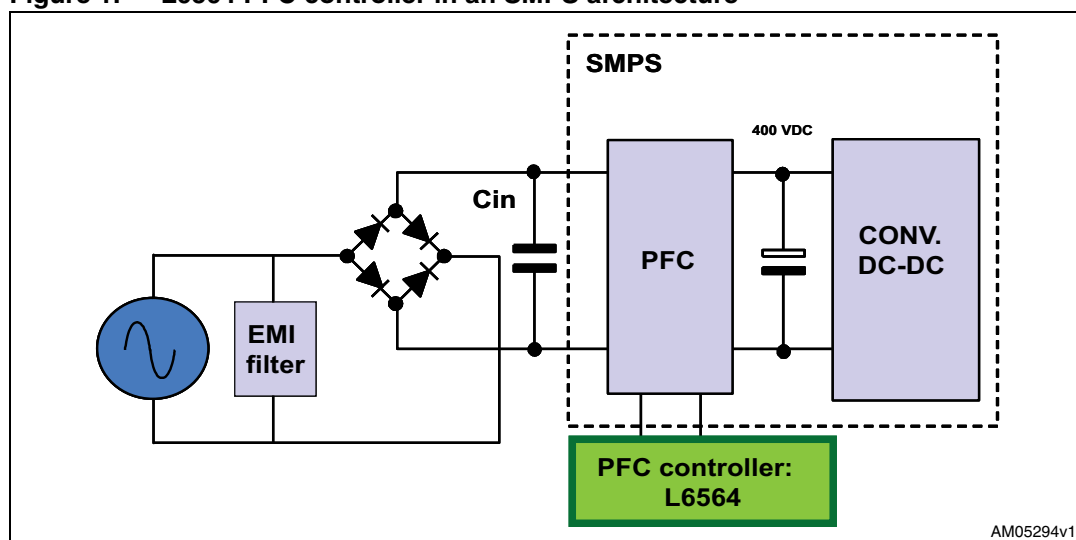 SMPS
400 VDC
Cin
PFC
CONV.
DC-DC
EMI
filter
PFC controller:
L6564
AM05294v1